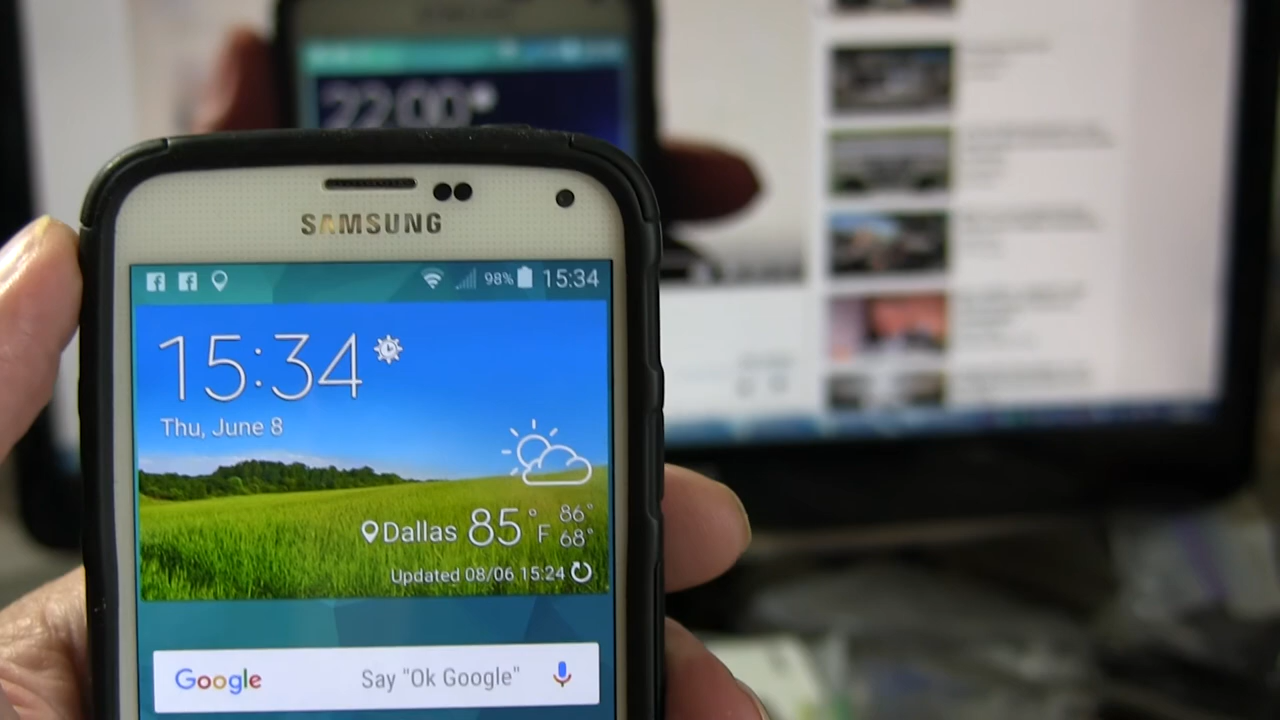 22:00
SAMSUNG
98% 15:34
15:34
Thu, June 8
Dallas 85°F 86° 68°
Updated 08/06 15:24
Google Say "Ok Google"